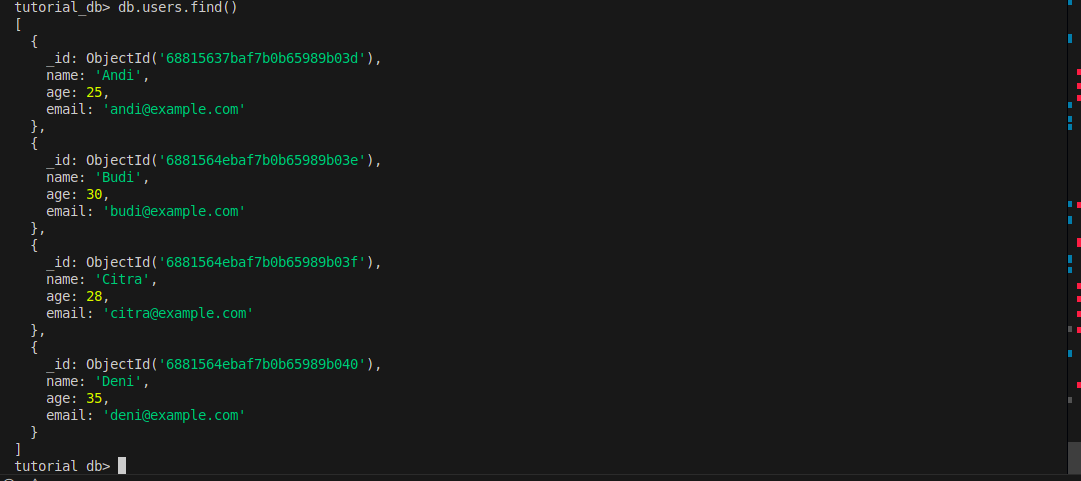 tutorial_db> db.users.find()
[
  {
    _id: ObjectId('68815637baf7b0b65989b03d'),
    name: 'Andi',
    age: 25,
    email: 'andi@example.com'
  },
  {
    _id: ObjectId('6881564ebaf7b0b65989b03e'),
    name: 'Budi',
    age: 30,
    email: 'budi@example.com'
  },
  {
    _id: ObjectId('6881564ebaf7b0b65989b03f'),
    name: 'Citra',
    age: 28,
    email: 'citra@example.com'
  },
  {
    _id: ObjectId('6881564ebaf7b0b65989b040'),
    name: 'Deni',
    age: 35,
    email: 'deni@example.com'
  }
]
tutorial_db>